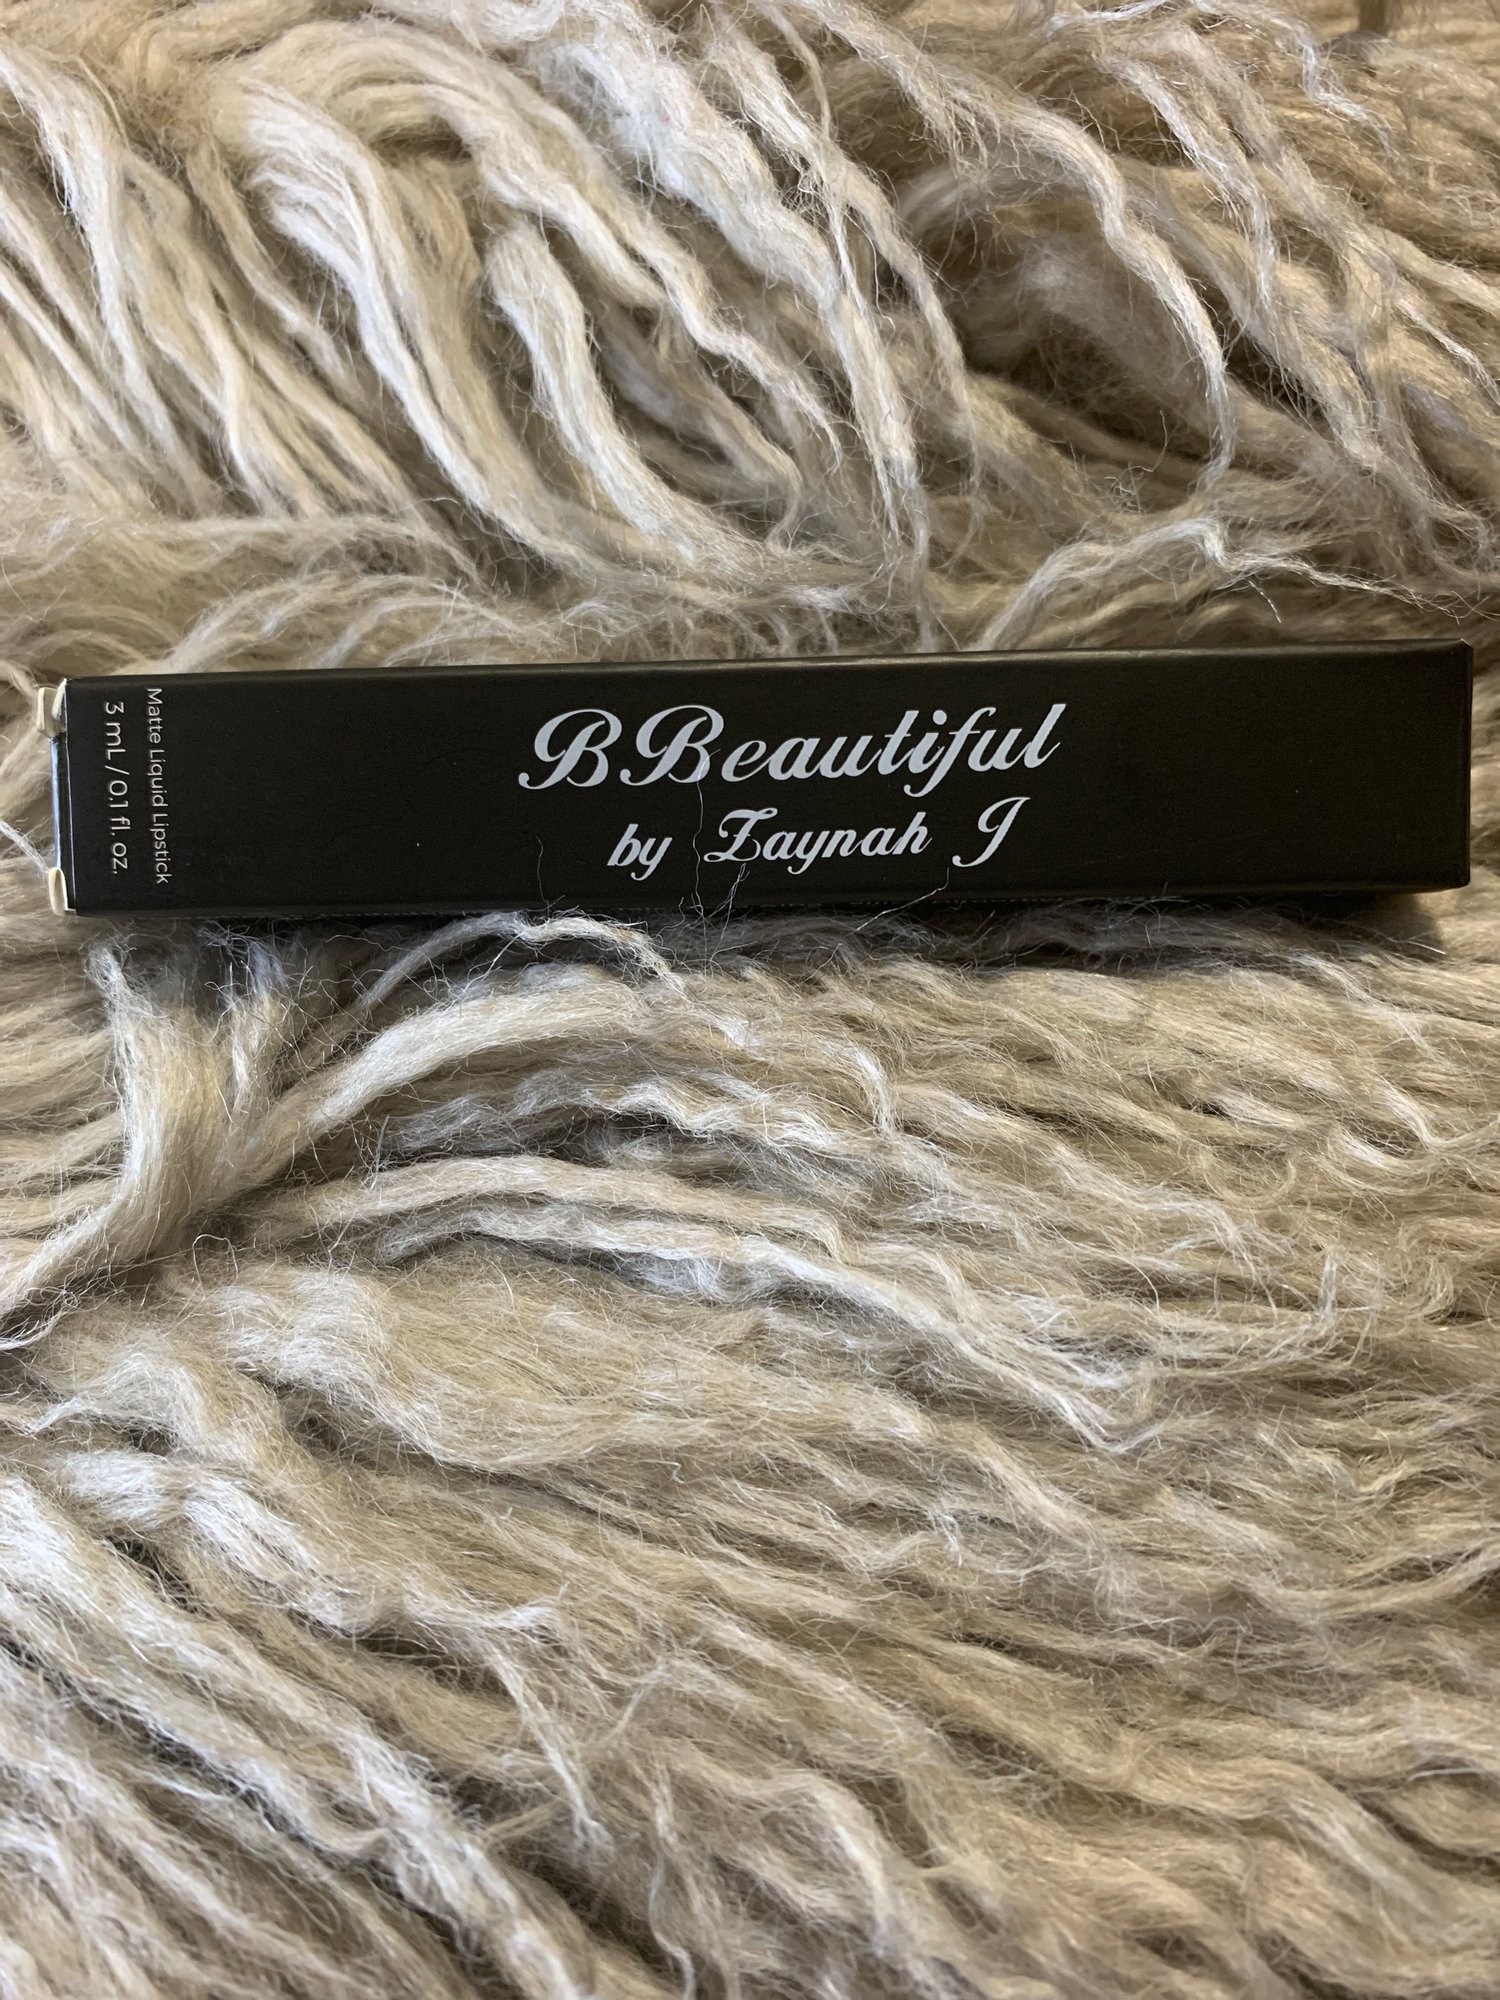 BBeautiful
by Zaynah J
Matte Liquid Lipstick
3 mL / 0.1 fl. oz.